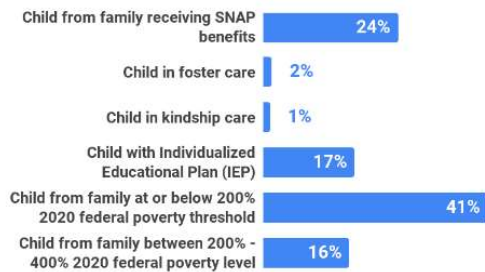 Child from family receiving SNAP
benefits
24%
Child in foster care
2%
Child in kindship care
1%
Child with Individualized
Educational Plan (IEP)
17%
Child from family at or below 200%
2020 federal poverty threshold
41%
Child from family between 200% -
400% 2020 federal poverty level
16%